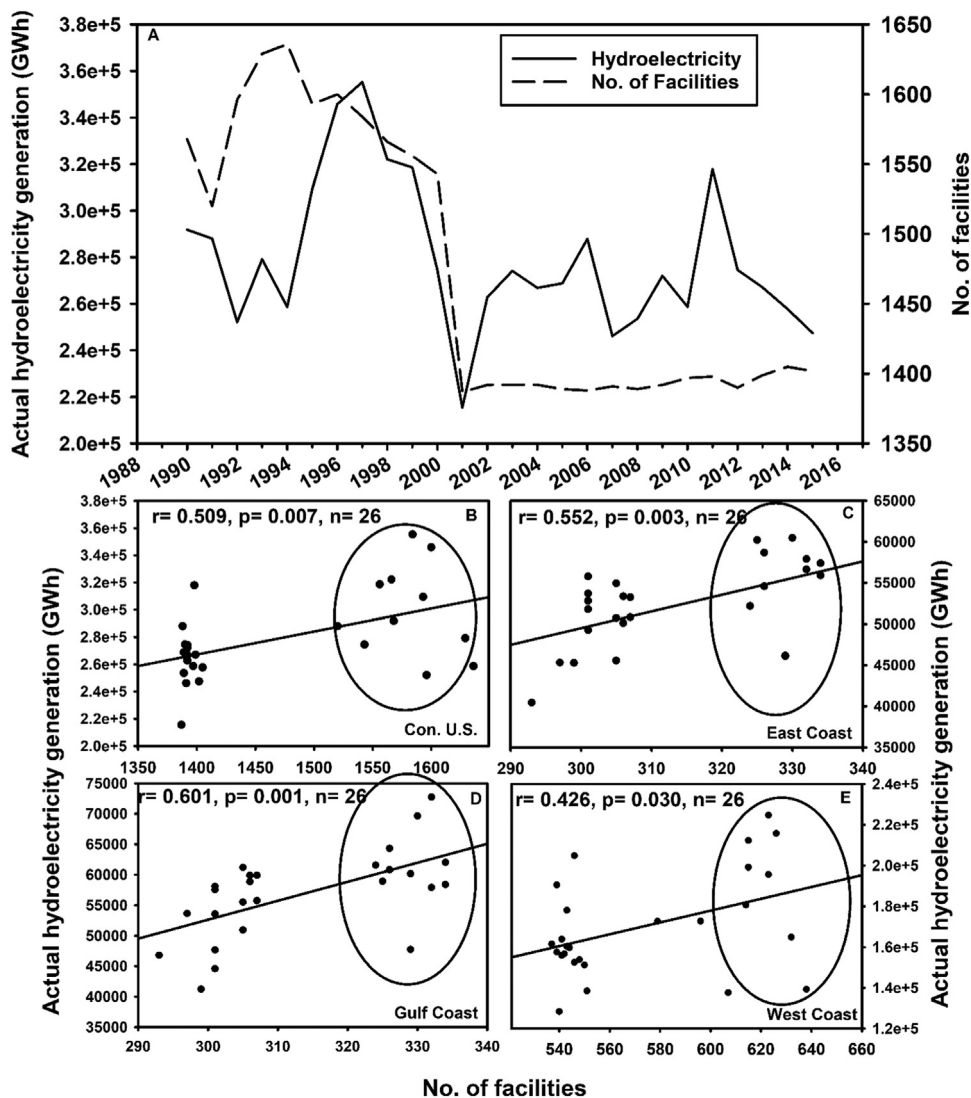 A
Hydroelectricity
No. of Facilities
Actual hydroelectricity generation (GWh)
3.8e+5
3.6e+5
3.4e+5
3.2e+5
3.0e+5
2.8e+5
2.6e+5
2.4e+5
2.2e+5
2.0e+5
1650
1600
1550
1500
1450
1400
1350
No. of facilities
1988 1990 1992 1994 1996 1998 2000 2002 2004 2006 2008 2010 2012 2014 2016
r= 0.509, p= 0.007, n= 26
B
3.8e+5
3.6e+5
3.4e+5
3.2e+5
3.0e+5
2.8e+5
2.6e+5
2.4e+5
2.2e+5
2.0e+5
Con. U.S.
1350 1400 1450 1500 1550 1600
r= 0.552, p= 0.003, n= 26
C
65000
60000
55000
50000
45000
40000
35000
East Coast
290 300 310 320 330 340
Actual hydroelectricity generation (GWh)
Actual hydroelectricity generation (GWh)
r= 0.601, p= 0.001, n= 26
D
75000
70000
65000
60000
55000
50000
45000
40000
35000
Gulf Coast
290 300 310 320 330 340
r= 0.426, p= 0.030, n= 26
E
2.4e+5
2.2e+5
2.0e+5
1.8e+5
1.6e+5
1.4e+5
1.2e+5
West Coast
540 560 580 600 620 640 660
No. of facilities